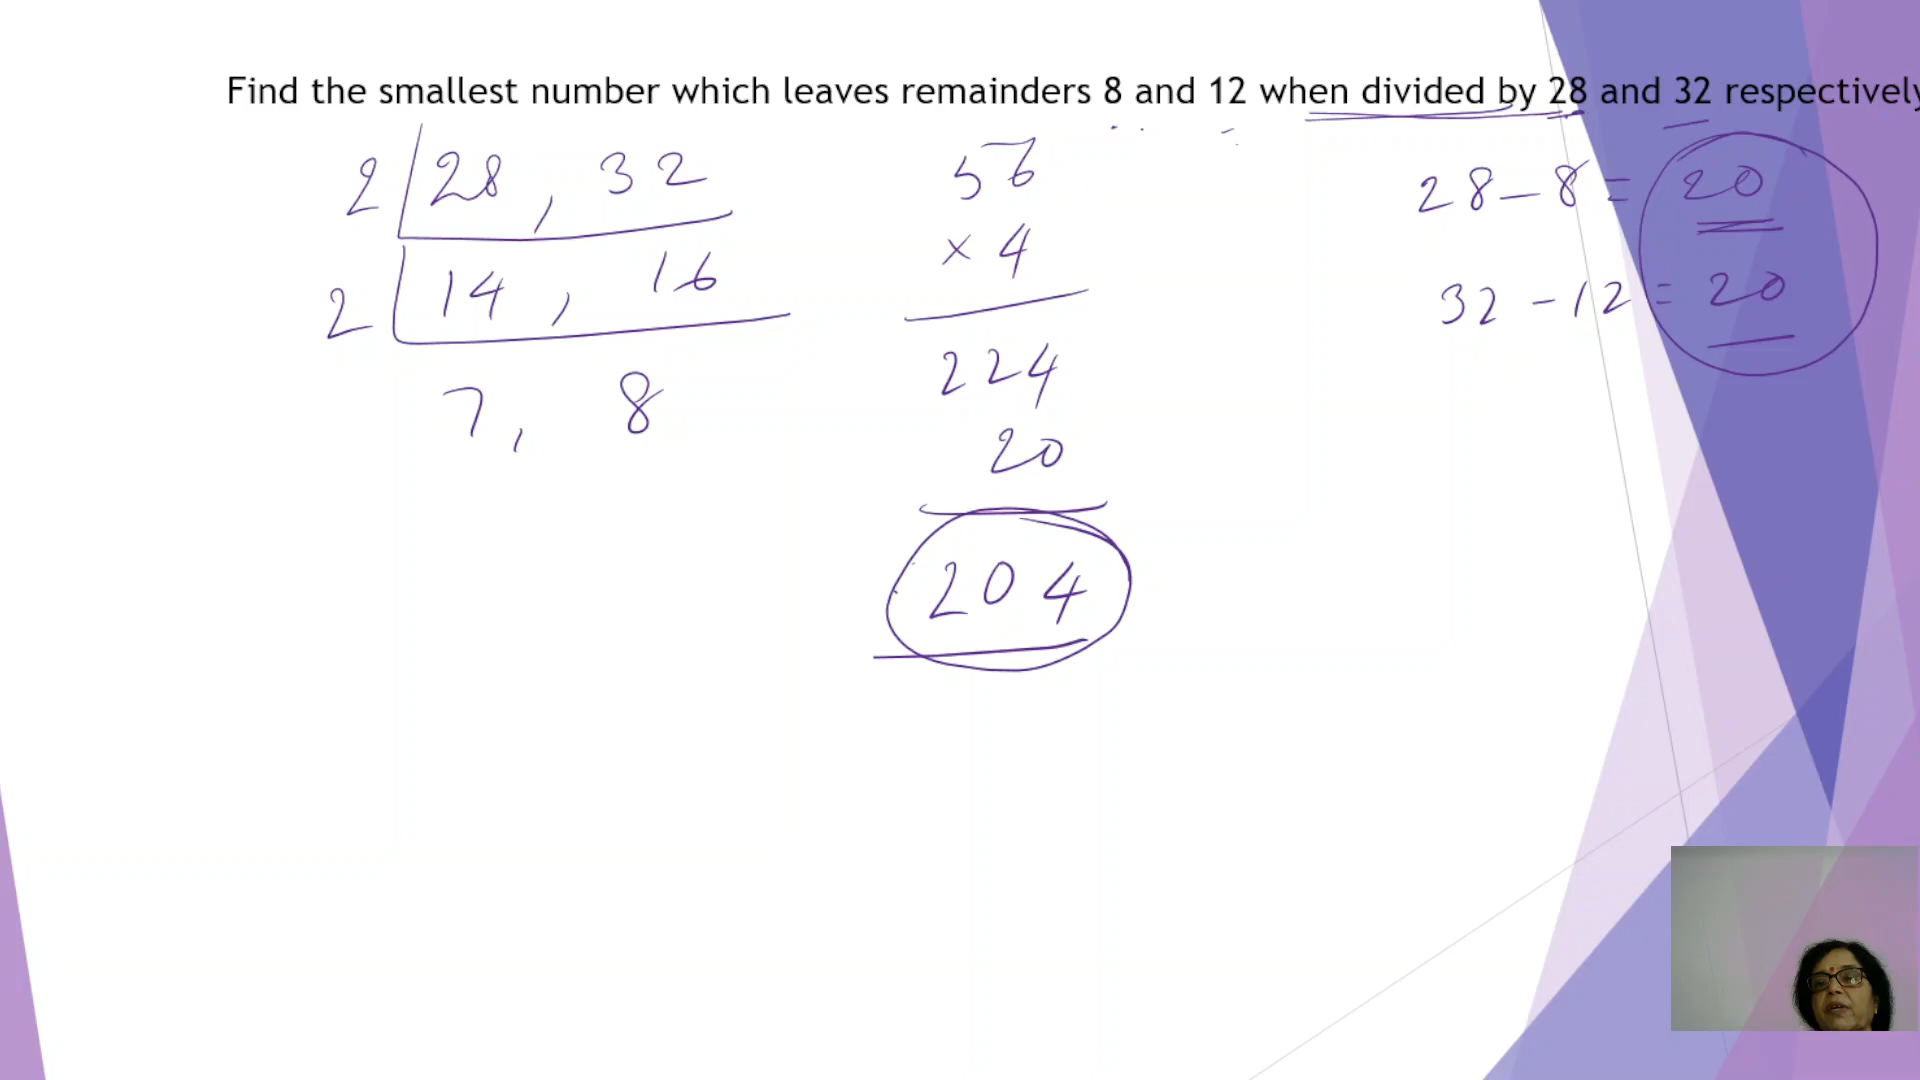 Find the smallest number which leaves remainders 8 and 12 when divided by 28 and 32 respectively
2 28, 32
2 14, 16
7, 8
56
× 4
224
20
204
28 - 8 = 20
32 - 12 = 20